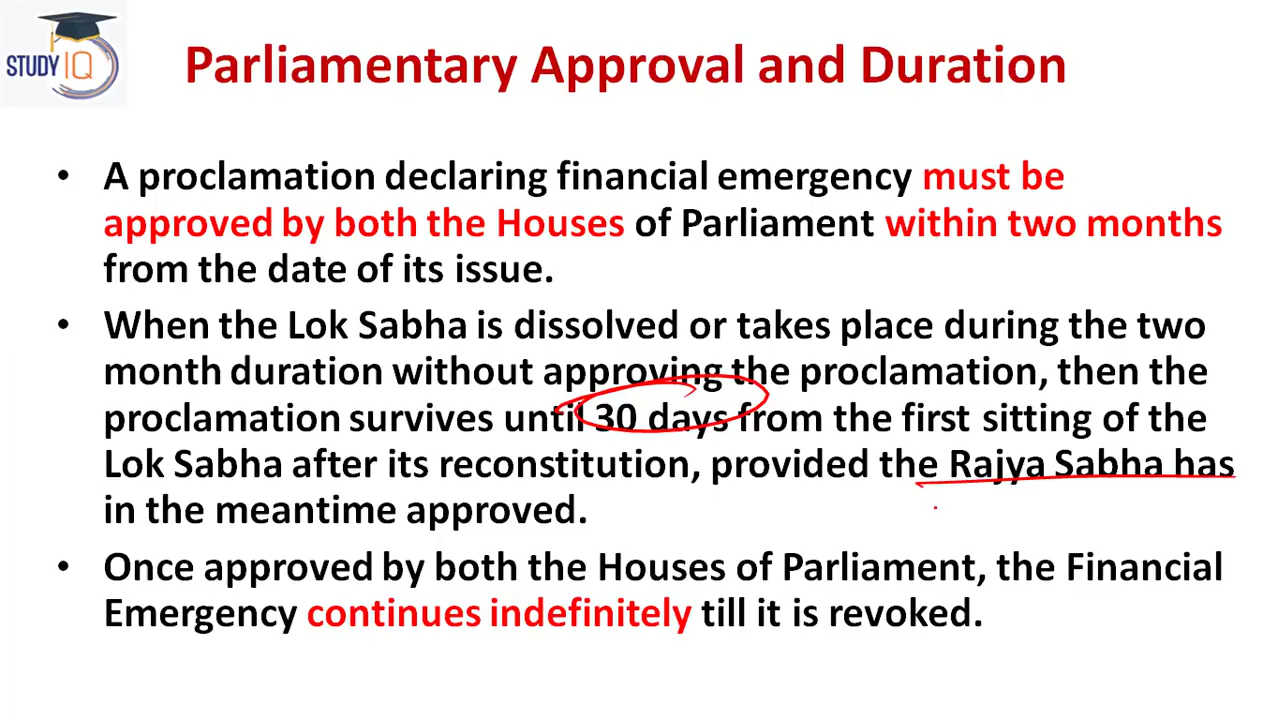 STUDY IQ
Parliamentary Approval and Duration
• A proclamation declaring financial emergency must be
approved by both the Houses of Parliament within two months
from the date of its issue.
• When the Lok Sabha is dissolved or takes place during the two
month duration without approving the proclamation, then the
proclamation survives until 30 days from the first sitting of the
Lok Sabha after its reconstitution, provided the Rajya Sabha has
in the meantime approved.
• Once approved by both the Houses of Parliament, the Financial
Emergency continues indefinitely till it is revoked.